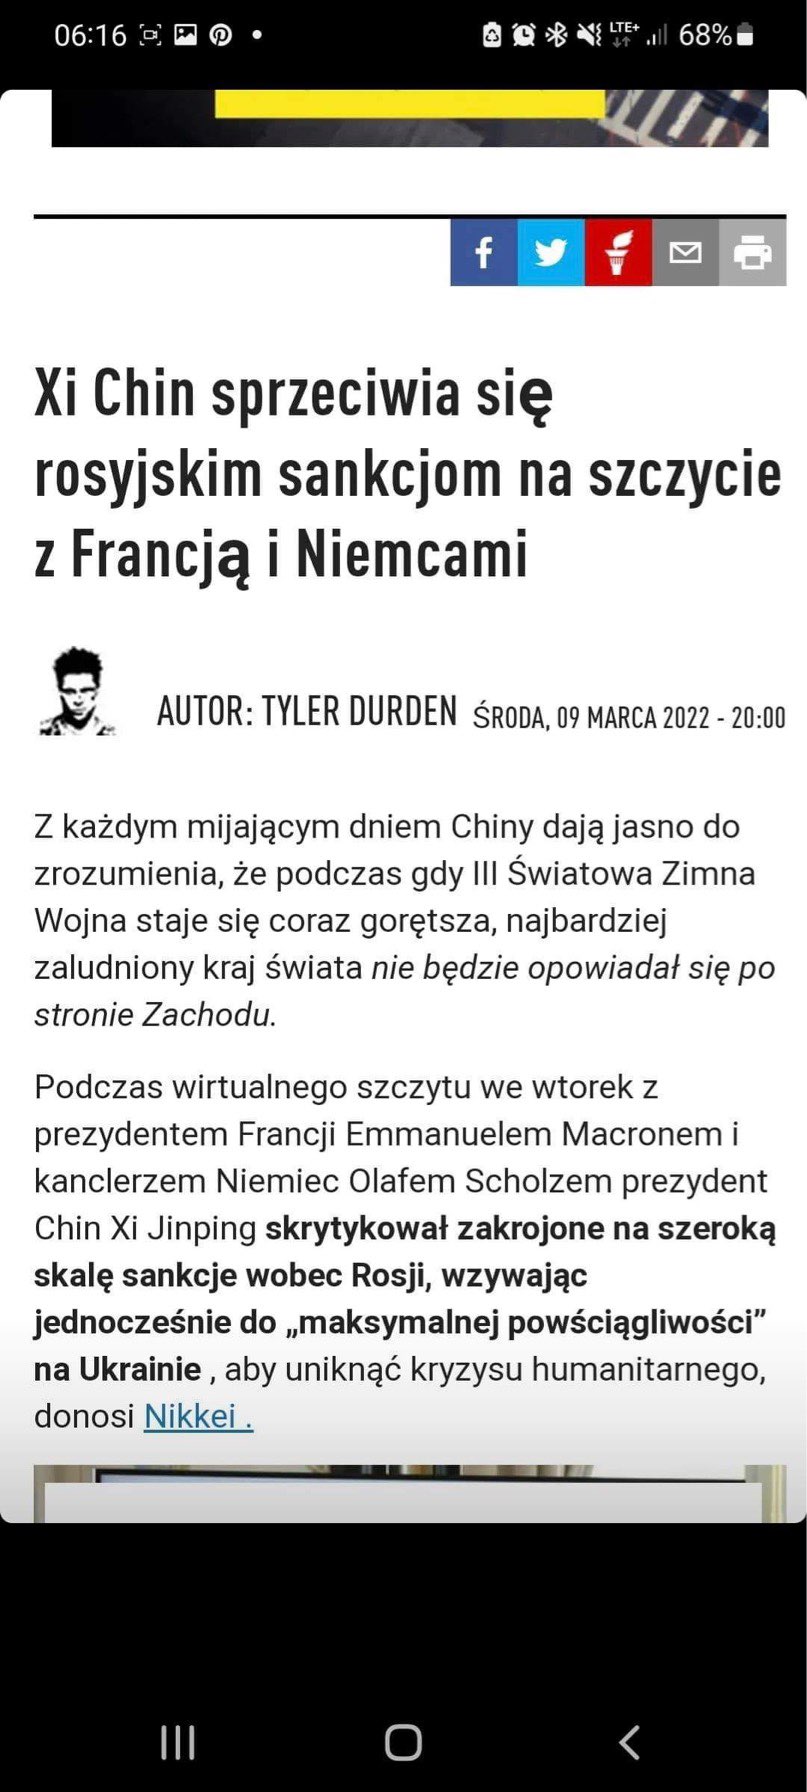 06:16
LTE+
68%
Xi Chin sprzeciwia się
rosyjskim sankcjom na szczycie
z Francją i Niemcami
AUTOR: TYLER DURDEN ŚRODA, 09 MARCA 2022 - 20:00
Z każdym mijającym dniem Chiny dają jasno do
zrozumienia, że podczas gdy III Światowa Zimna
Wojna staje się coraz gorętsza, najbardziej
zaludniony kraj świata nie będzie opowiadał się po
stronie Zachodu.
Podczas wirtualnego szczytu we wtorek z
prezydentem Francji Emmanuelem Macronem i
kanclerzem Niemiec Olafem Scholzem prezydent
Chin Xi Jinping skrytykował zakrojone na szeroką
skalę sankcje wobec Rosji, wzywając
jednocześnie do „maksymalnej powściągliwości”
na Ukrainie , aby uniknąć kryzysu humanitarnego,
donosi Nikkei .